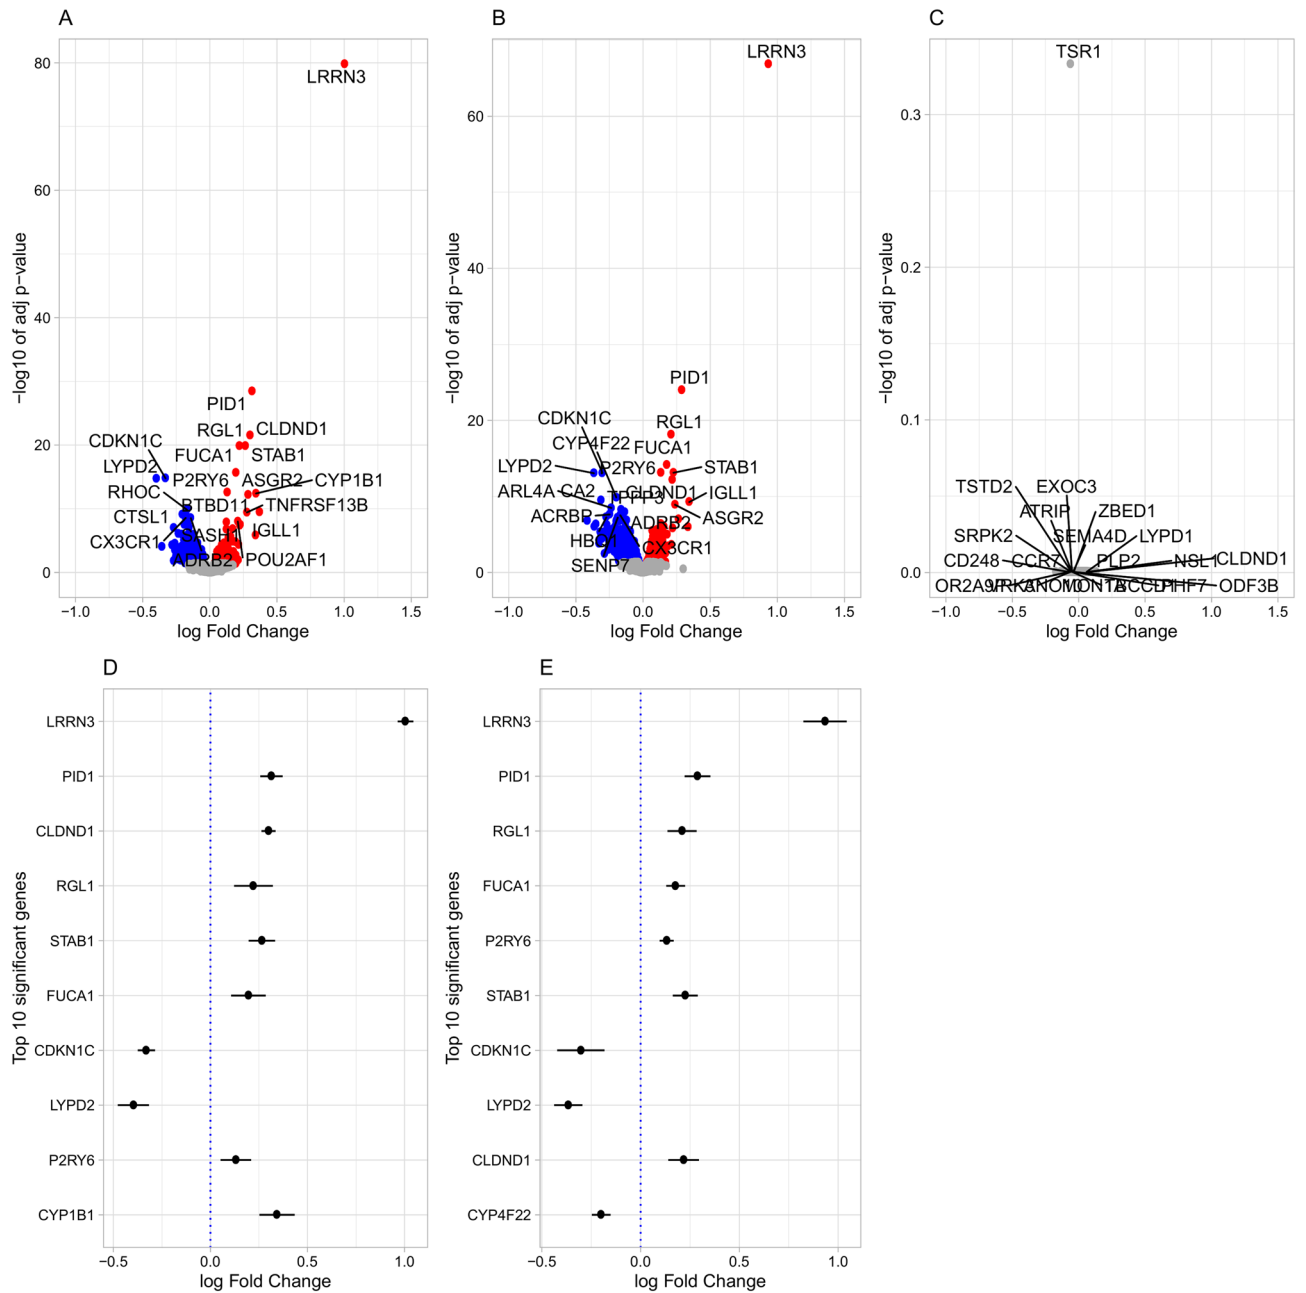 A
B
C
−log10 of adj p−value
80
60
40
20
0
LRRN3
PID1
RGL1
CLDND1
CDKN1C
FUCA1
STAB1
LYPD2
P2RY6
ASGR2
CYP1B1
RHOC
BTBD11
TNFRSF13B
CTSL1
SASH1
IGLL1
CX3CR1
ADRB2
POU2AF1
−1.0
−0.5
0.0
0.5
1.0
1.5
log Fold Change
−log10 of adj p−value
60
40
20
0
LRRN3
PID1
CDKN1C
RGL1
CYP4F22
FUCA1
LYPD2
P2RY6
STAB1
ARL4A
CA2
TPPP3
CLDND1
IGLL1
ACRBP
ADRB2
ASGR2
HBQ1
CX3CR1
SENP7
−1.0
−0.5
0.0
0.5
1.0
1.5
log Fold Change
−log10 of adj p−value
0.3
0.2
0.1
0.0
TSR1
TSTD2
EXOC3
ATRIP
ZBED1
SRPK2
SEMA4D
LYPD1
CD248
CCR7
PLP2
NSL1
CLDND1
ODF3B
−1.0
−0.5
0.0
0.5
1.0
1.5
log Fold Change
D
E
Top 10 significant genes
LRRN3
PID1
CLDND1
RGL1
STAB1
FUCA1
CDKN1C
LYPD2
P2RY6
CYP1B1
−0.5
0.0
0.5
1.0
log Fold Change
Top 10 significant genes
LRRN3
PID1
RGL1
FUCA1
P2RY6
STAB1
CDKN1C
LYPD2
CLDND1
CYP4F22
−0.5
0.0
0.5
1.0
log Fold Change